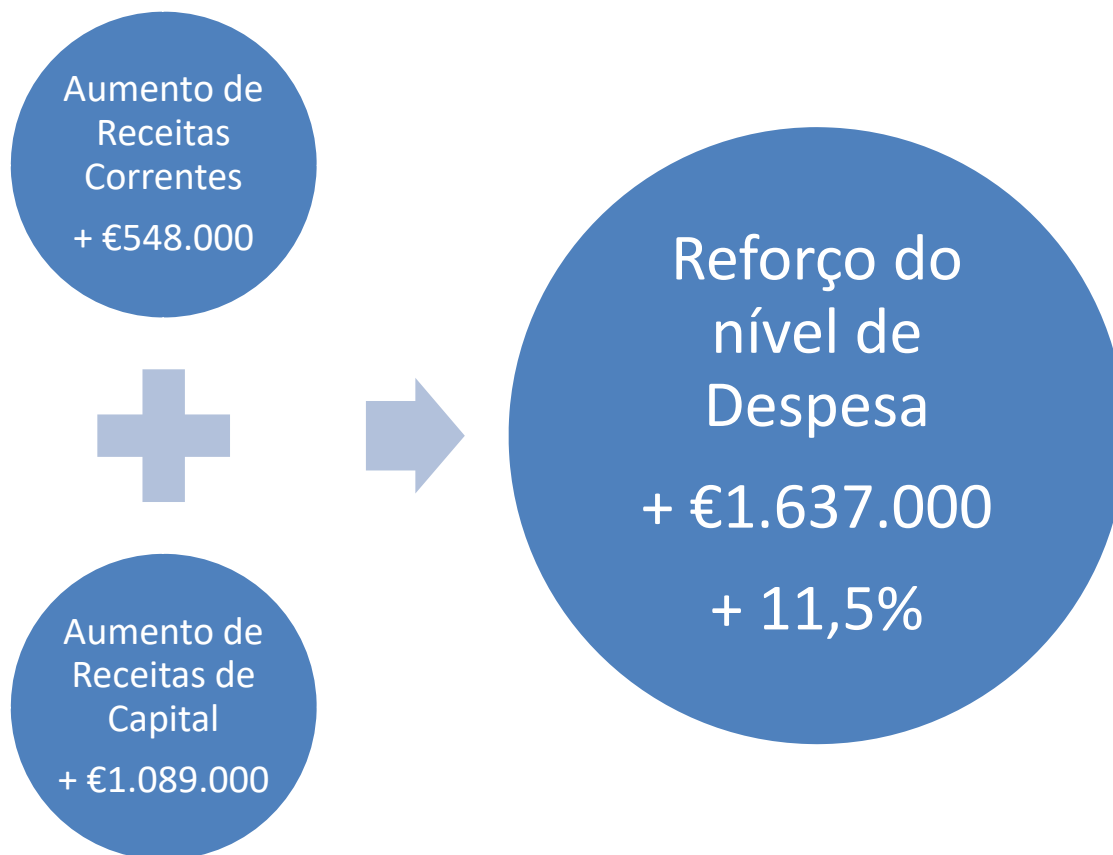 Aumento de
Receitas
Correntes
+ €548.000
Aumento de
Receitas de
Capital
+ €1.089.000
Reforço do
nível de
Despesa
+ €1.637.000
+ 11,5%